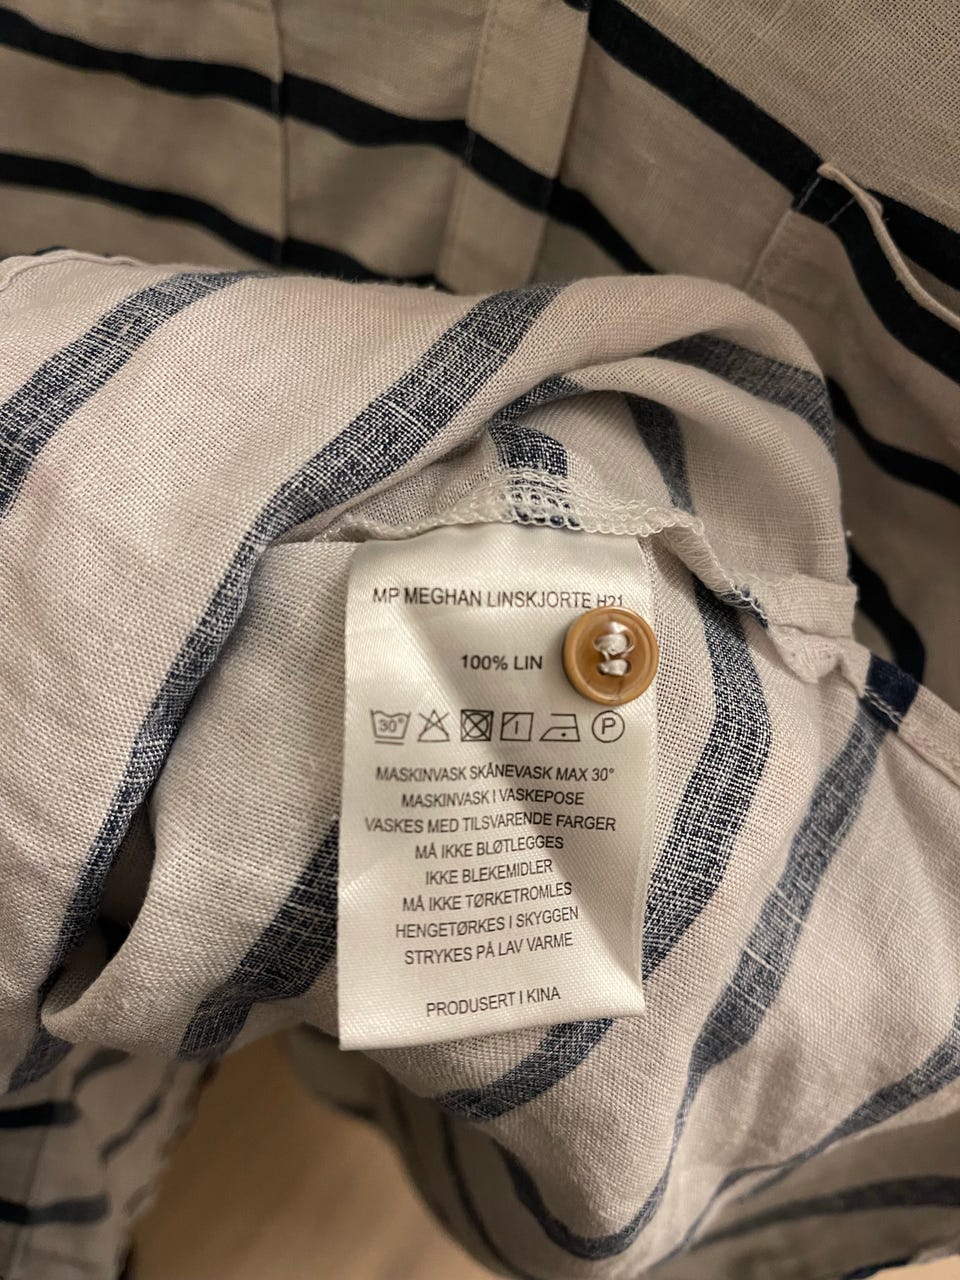 MP MEGHAN LINSKJORTE H21
100% LIN
30° P
MASKINVASK SKÅNEVASK MAX 30°
MASKINVASK I VASKEPOSE
VASKES MED TILSVARENDE FARGER
MÅ IKKE BLØTLEGGES
IKKE BLEKEMIDLER
MÅ IKKE TØRKETROMLES
HENGETØRKES I SKYGGEN
STRYKES PÅ LAV VARME
PRODUSERT I KINA